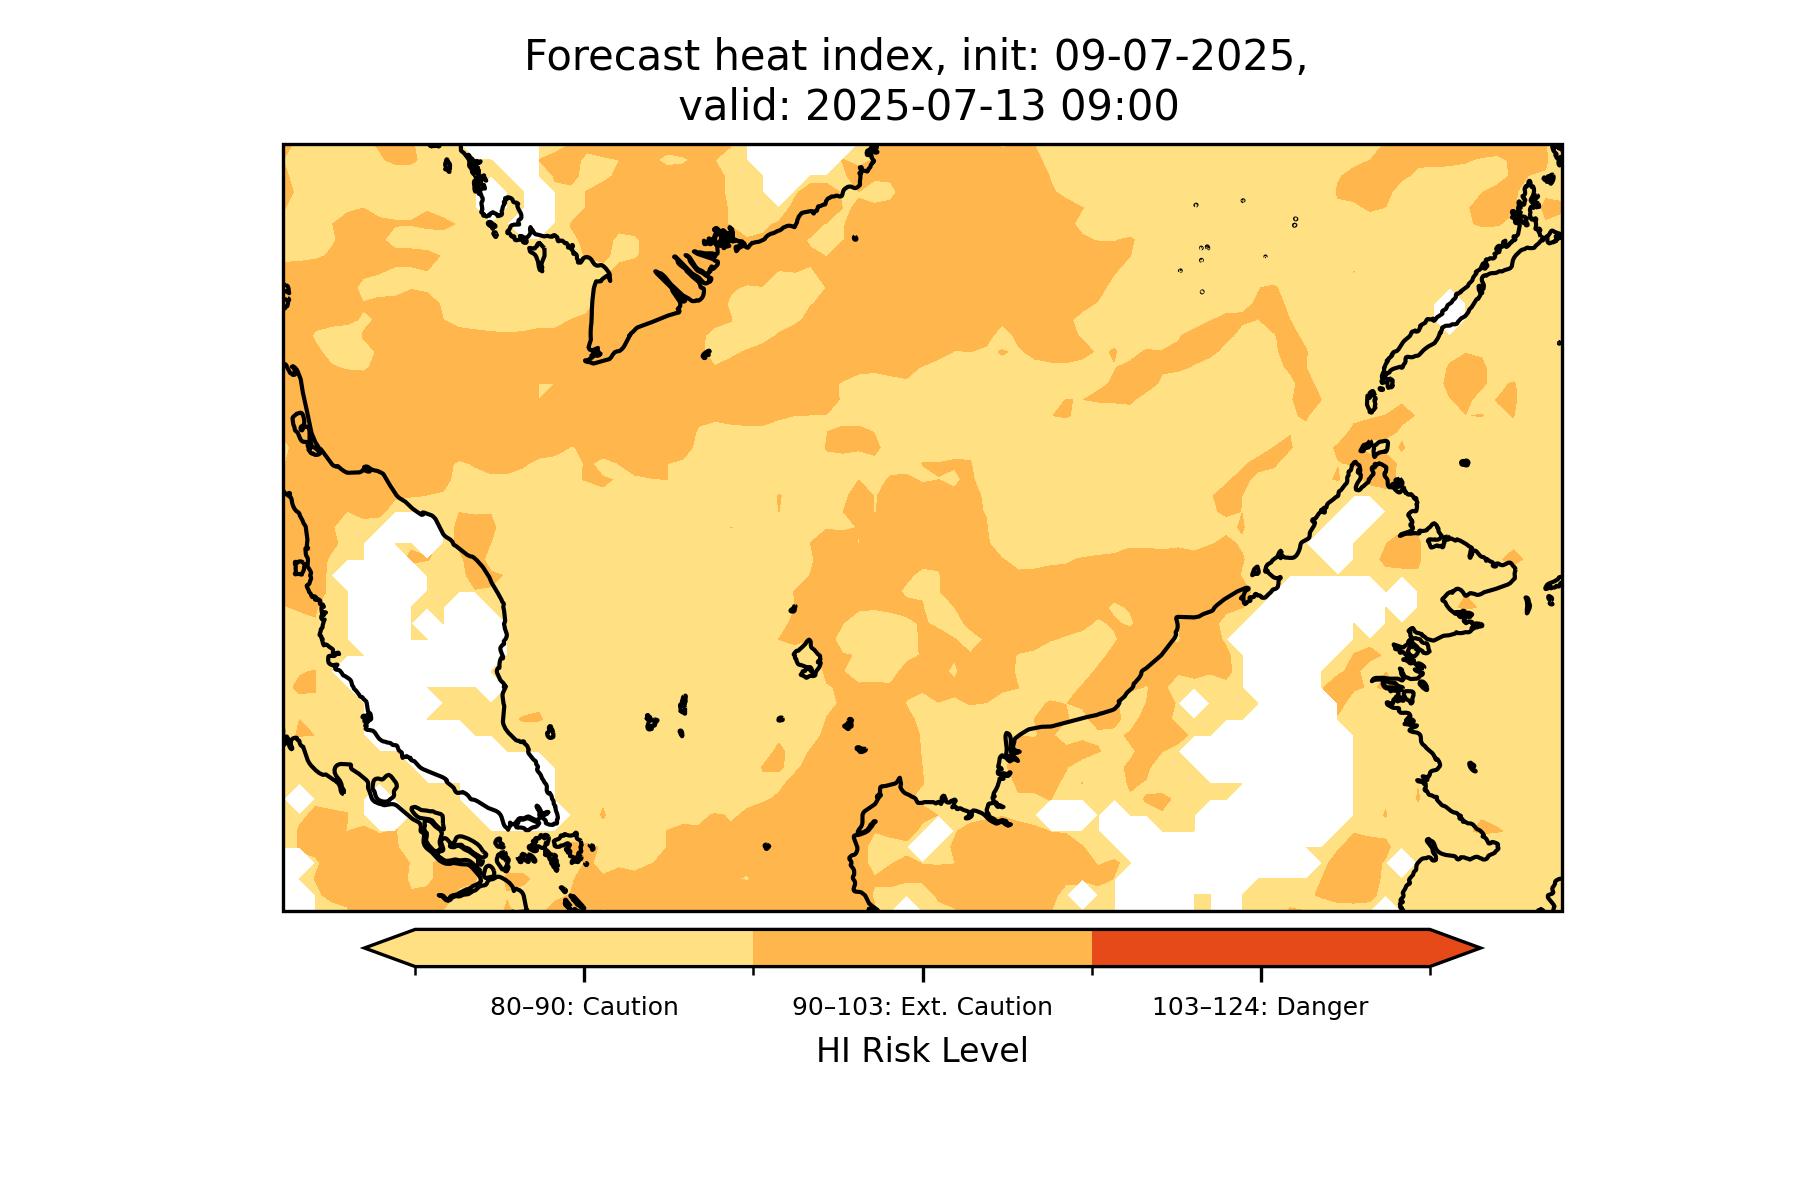 Forecast heat index, init: 09-07-2025,
valid: 2025-07-13 09:00
80–90: Caution
90–103: Ext. Caution
103–124: Danger
HI Risk Level